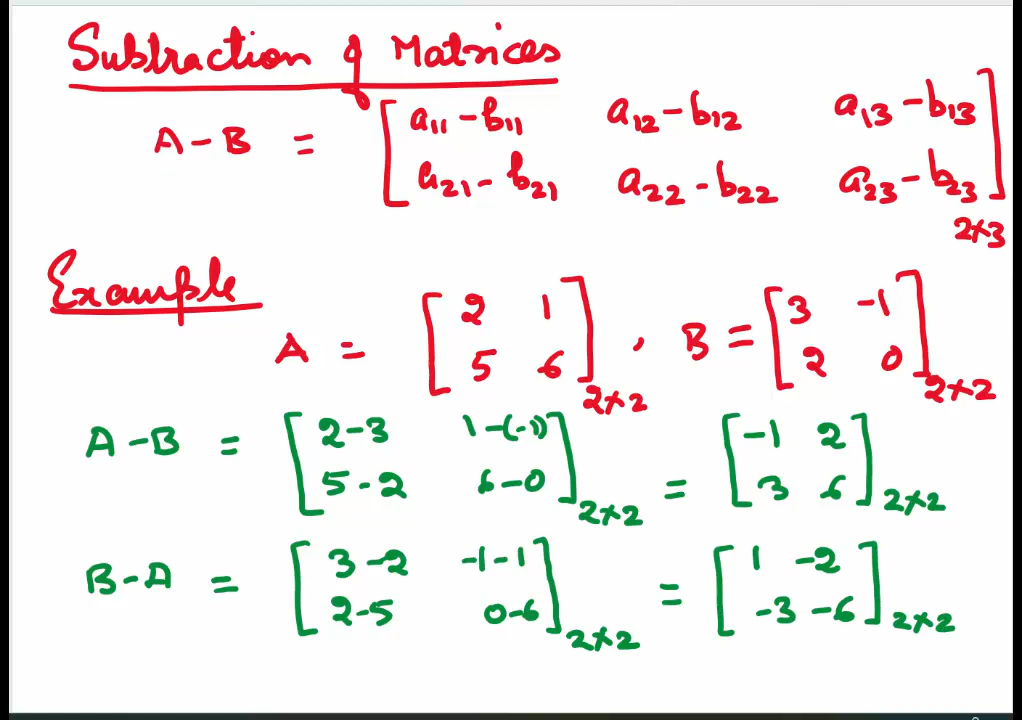 Subtraction of Matrices
A - B = [ a11 - b11 a12 - b12 a13 - b13
a21 - b21 a22 - b22 a23 - b23 ] 2×3
Example
A = [ 2 1
5 6 ] 2×2 , B = [ 3 -1
2 0 ] 2×2
A - B = [ 2-3 1-(-1)
5-2 6-0 ] 2×2 = [ -1 2
3 6 ] 2×2
B - A = [ 3-2 -1-1
2-5 0-6 ] 2×2 = [ 1 -2
-3 -6 ] 2×2